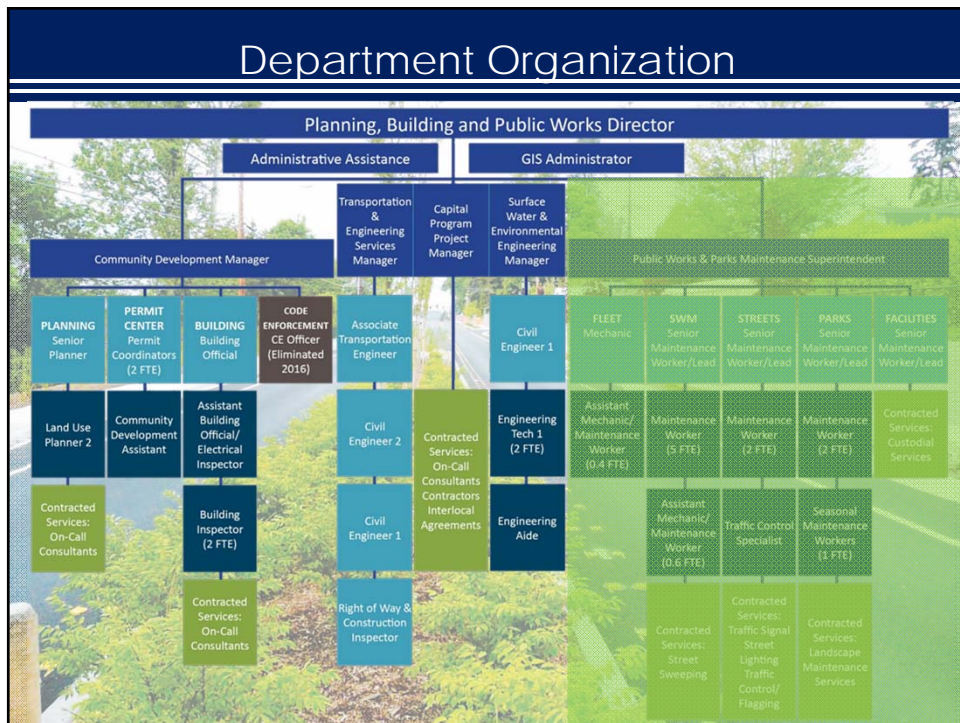 Department Organization
Planning, Building and Public Works Director
Administrative Assistance
GIS Administrator
Community Development Manager
Transportation
&
Engineering
Services
Manager
Capital
Program
Project
Manager
Surface
Water &
Environmental
Engineering
Manager
Public Works & Parks Maintenance Superintendent
PLANNING
Senior
Planner
PERMIT
CENTER
Permit
Coordinators
(2 FTE)
BUILDING
Building
Official
CODE
ENFORCEMENT
CE Officer
(Eliminated
2016)
Associate
Transportation
Engineer
Civil
Engineer 1
FLEET
Mechanic
SWM
Senior
Maintenance
Worker/Lead
STREETS
Senior
Maintenance
Worker/Lead
PARKS
Senior
Maintenance
Worker/Lead
FACILITIES
Senior
Maintenance
Worker/Lead
Land Use
Planner 2
Community
Development
Assistant
Assistant
Building
Official/
Electrical
Inspector
Civil
Engineer 2
Contracted
Services:
On-Call
Consultants
Contractors
Interlocal
Agreements
Engineering
Tech 1
(2 FTE)
Assistant
Mechanic/
Maintenance
Worker
(0.4 FTE)
Maintenance
Worker
(5 FTE)
Maintenance
Worker
(2 FTE)
Maintenance
Worker
(2 FTE)
Contracted
Services:
Custodial
Services
Contracted
Services:
On-Call
Consultants
Building
Inspector
(2 FTE)
Civil
Engineer 1
Engineering
Aide
Assistant
Mechanic/
Maintenance
Worker
(0.6 FTE)
Traffic Control
Specialist
Seasonal
Maintenance
Workers
(1 FTE)
Contracted
Services:
On-Call
Consultants
Right of Way &
Construction
Inspector
Contracted
Services:
Street
Sweeping
Contracted
Services:
Traffic Signal
Street
Lighting
Traffic
Control/
Flagging
Contracted
Services:
Landscape
Maintenance
Services